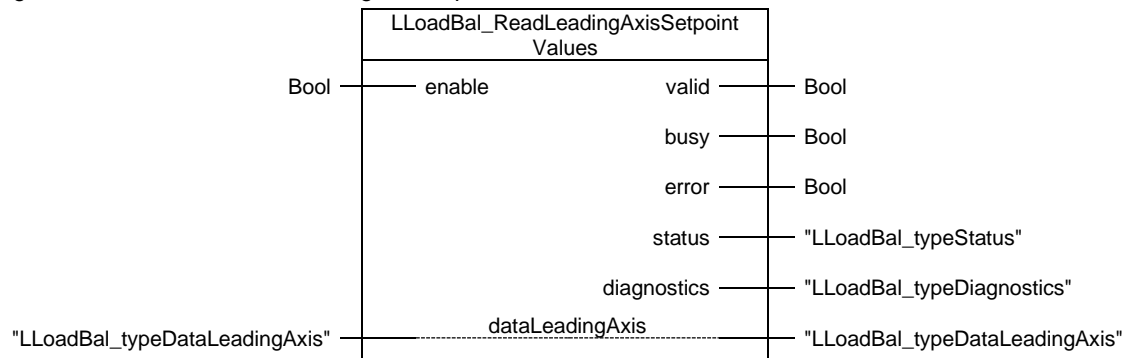 LLoadBal_ReadLeadingAxisSetpoint
Values
Bool enable valid Bool
busy Bool
error Bool
status "LLoadBal_typeStatus"
diagnostics "LLoadBal_typeDiagnostics"
"LLoadBal_typeDataLeadingAxis" dataLeadingAxis "LLoadBal_typeDataLeadingAxis"